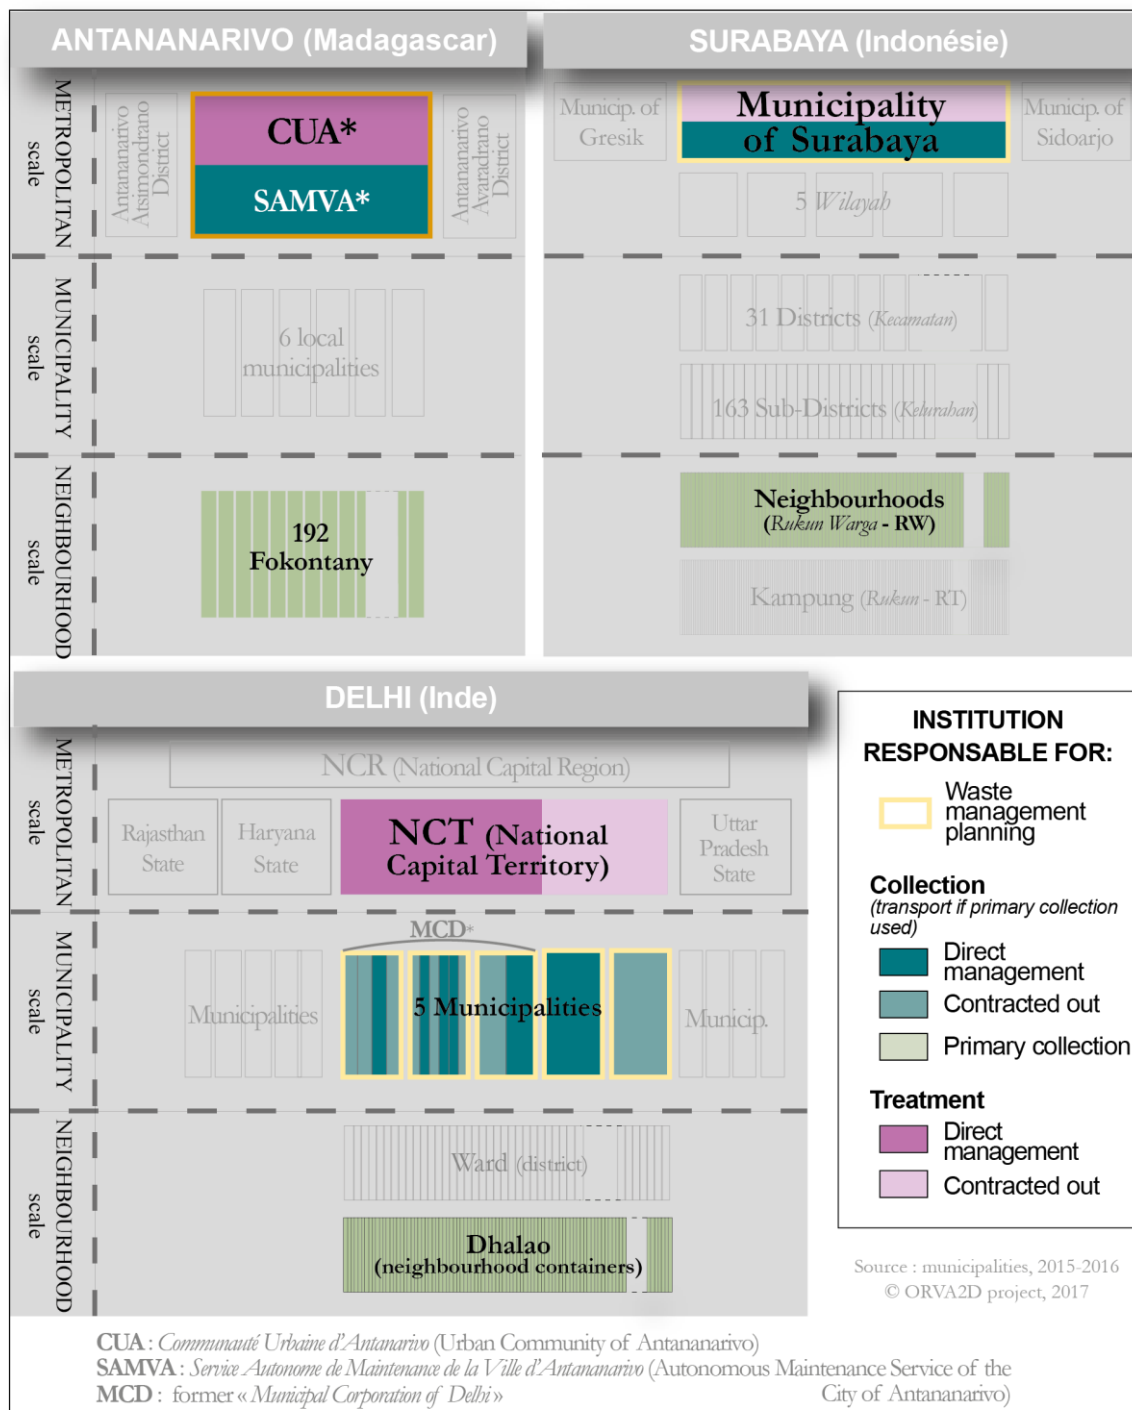 ANTANANARIVO (Madagascar)
METROPOLITAN
scale
Antananarivo
Atsimondrano
District
CUA*
SAMVA*
Antananarivo
Avaradrano
District
MUNICIPALITY
scale
6 local
municipalities
NEIGHBOURHOOD
scale
192
Fokontany
SURABAYA (Indonésie)
Municip. of
Gresik
Municipality
of Surabaya
Municip. of
Sidoarjo
5 Wilayah
31 Districts (Kecamatan)
163 Sub-Districts (Kelurahan)
Neighbourhoods
(Rukun Warga - RW)
Kampung (Rukun - RT)
DELHI (Inde)
METROPOLITAN
scale
NCR (National Capital Region)
Rajasthan
State
Haryana
State
NCT (National
Capital Territory)
Uttar
Pradesh
State
MUNICIPALITY
scale
MCD*
Municipalities
5 Municipalities
Municip.
NEIGHBOURHOOD
scale
Ward (district)
Dhalao
(neighbourhood containers)
INSTITUTION
RESPONSABLE FOR:
Waste
management
planning
Collection
(transport if primary collection
used)
Direct
management
Contracted out
Primary collection
Treatment
Direct
management
Contracted out
Source : municipalities, 2015-2016
© ORVA2D project, 2017
CUA : Communauté Urbaine d'Antanarivo (Urban Community of Antananarivo)
SAMVA : Service Autonome de Maintenance de la Ville d'Antananarivo (Autonomous Maintenance Service of the
City of Antananarivo)
MCD : former « Municipal Corporation of Delhi »